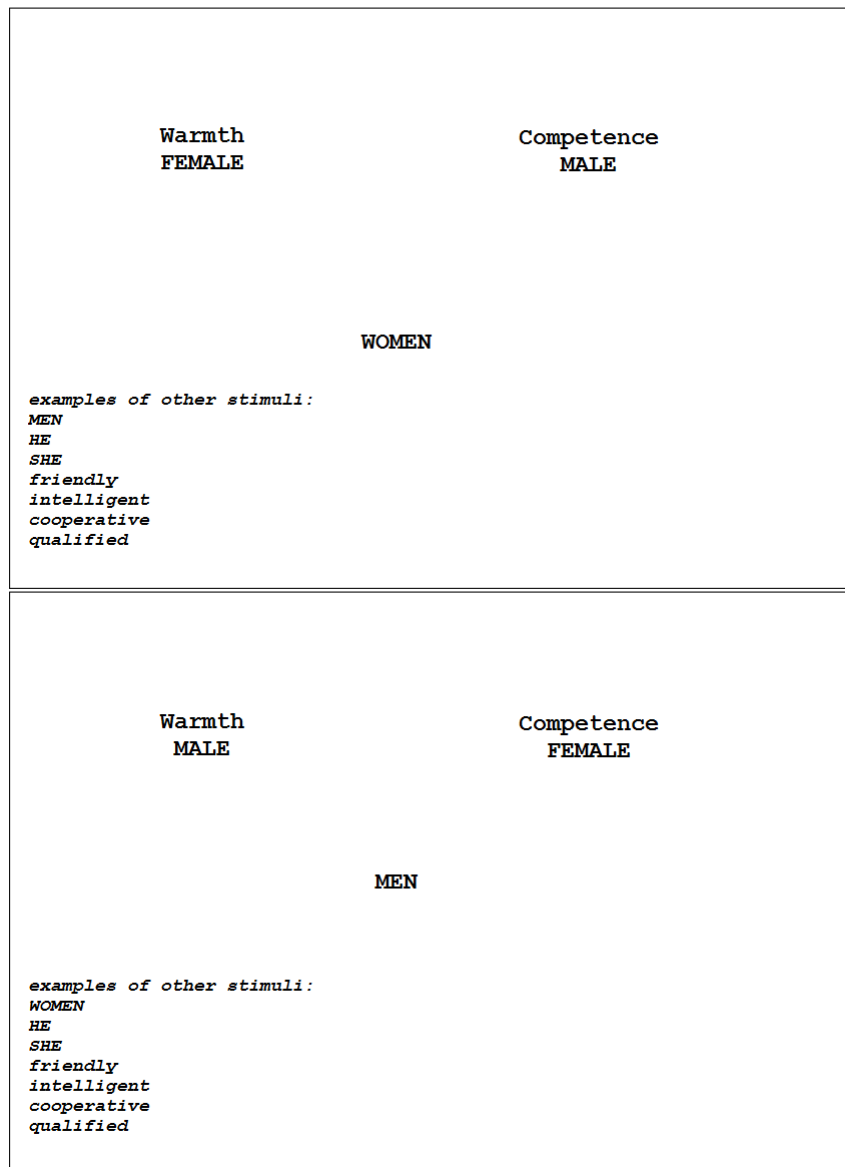 Warmth
FEMALE
Competence
MALE
WOMEN
examples of other stimuli:
MEN
HE
SHE
friendly
intelligent
cooperative
qualified
Warmth
MALE
Competence
FEMALE
MEN
examples of other stimuli:
WOMEN
HE
SHE
friendly
intelligent
cooperative
qualified